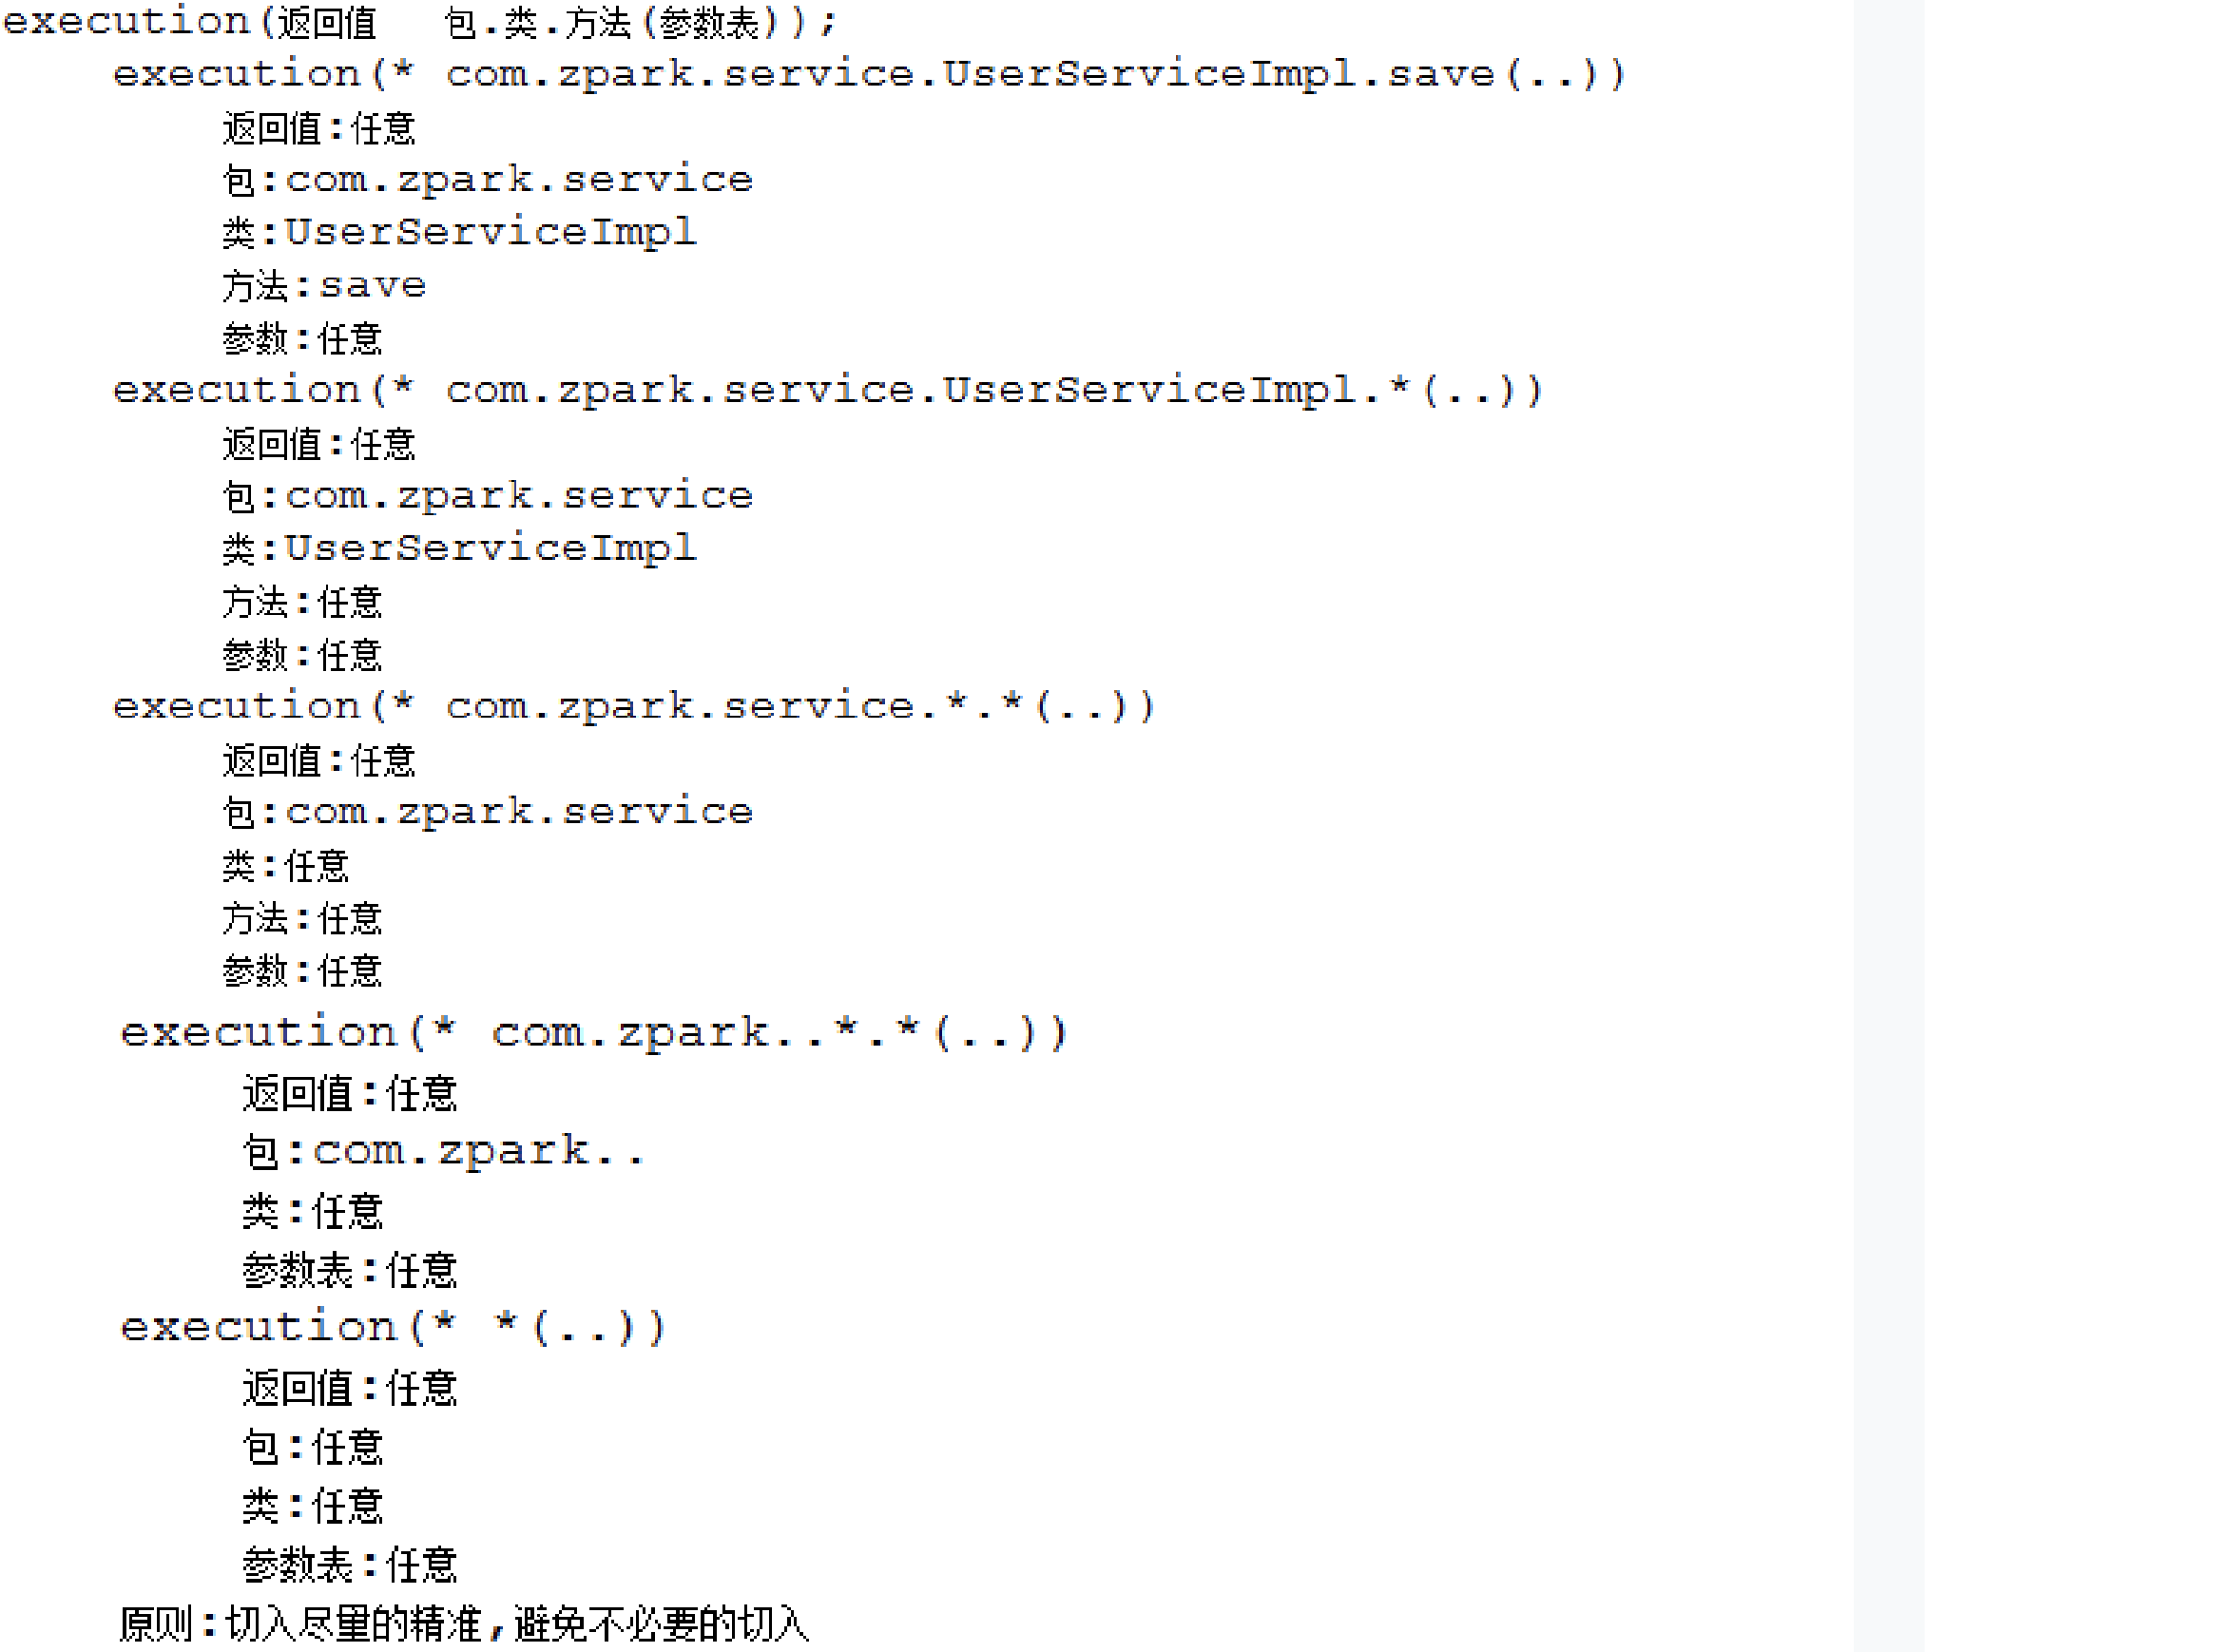 execution(返回值   包.类.方法(参数表));
execution(* com.zpark.service.UserServiceImpl.save(..))
返回值:任意
包:com.zpark.service
类:UserServiceImpl
方法:save
参数:任意
execution(* com.zpark.service.UserServiceImpl.*(..))
返回值:任意
包:com.zpark.service
类:UserServiceImpl
方法:任意
参数:任意
execution(* com.zpark.service.*.*(..))
返回值:任意
包:com.zpark.service
类:任意
方法:任意
参数:任意
execution(* com.zpark..*.*(..))
返回值:任意
包:com.zpark..
类:任意
参数表:任意
execution(* *(..))
返回值:任意
包:任意
类:任意
参数表:任意
原则:切入尽量的精准,避免不必要的切入